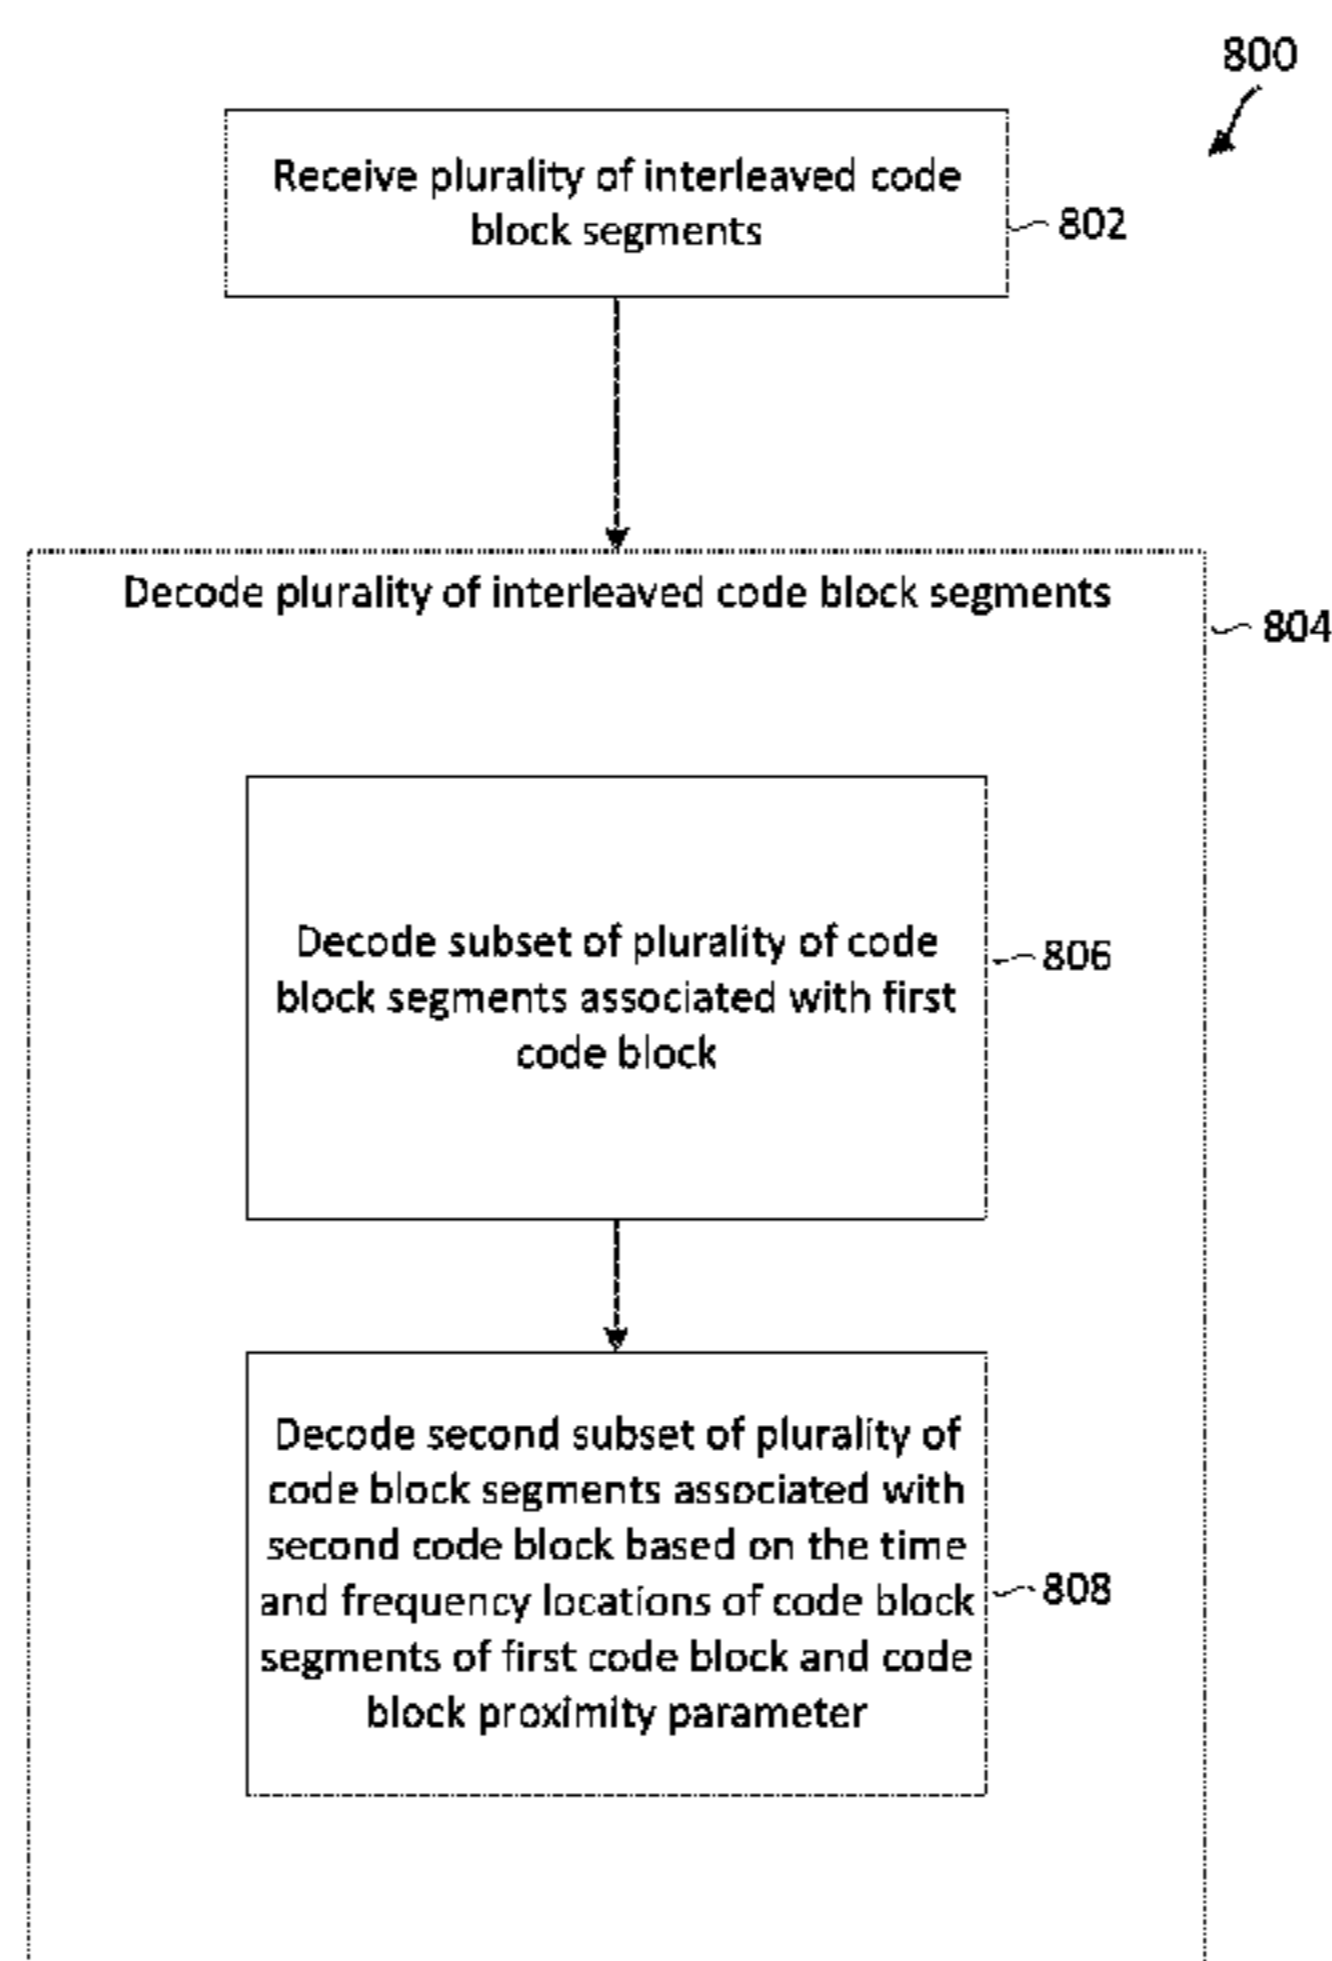 800
Receive plurality of interleaved code
block segments
802
Decode plurality of interleaved code block segments
804
Decode subset of plurality of code
block segments associated with first
code block
806
Decode second subset of plurality of
code block segments associated with
second code block based on the time
and frequency locations of code block
segments of first code block and code
block proximity parameter
808